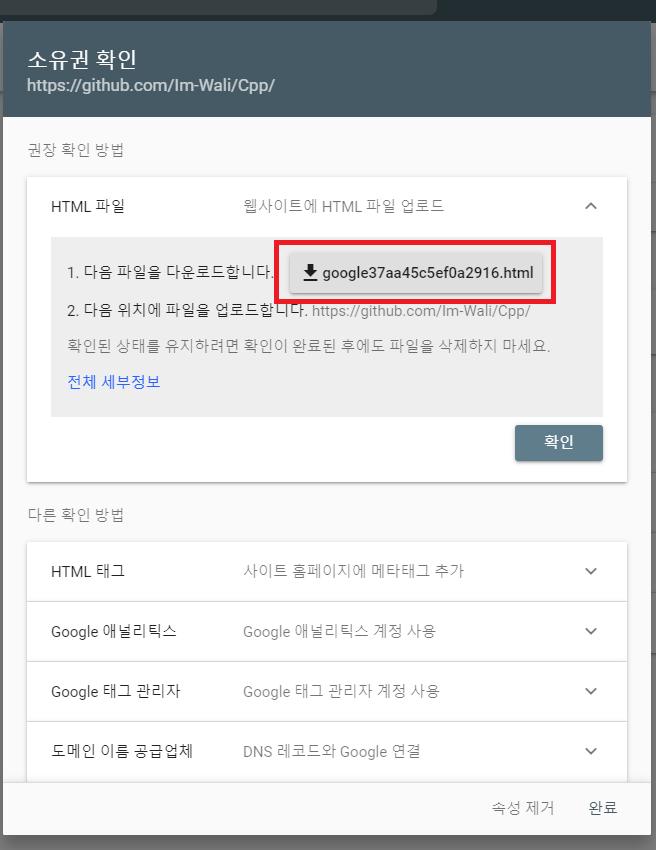 소유권 확인
https://github.com/Im-Wali/Cpp/
권장 확인 방법
HTML 파일 웹사이트에 HTML 파일 업로드
1. 다음 파일을 다운로드합니다. google37aa45c5ef0a2916.html
2. 다음 위치에 파일을 업로드합니다. https://github.com/Im-Wali/Cpp/
확인된 상태를 유지하려면 확인이 완료된 후에도 파일을 삭제하지 마세요.
전체 세부정보
확인
다른 확인 방법
HTML 태그 사이트 홈페이지에 메타태그 추가
Google 애널리틱스 Google 애널리틱스 계정 사용
Google 태그 관리자 Google 태그 관리자 계정 사용
도메인 이름 공급업체 DNS 레코드와 Google 연결
속성 제거 완료